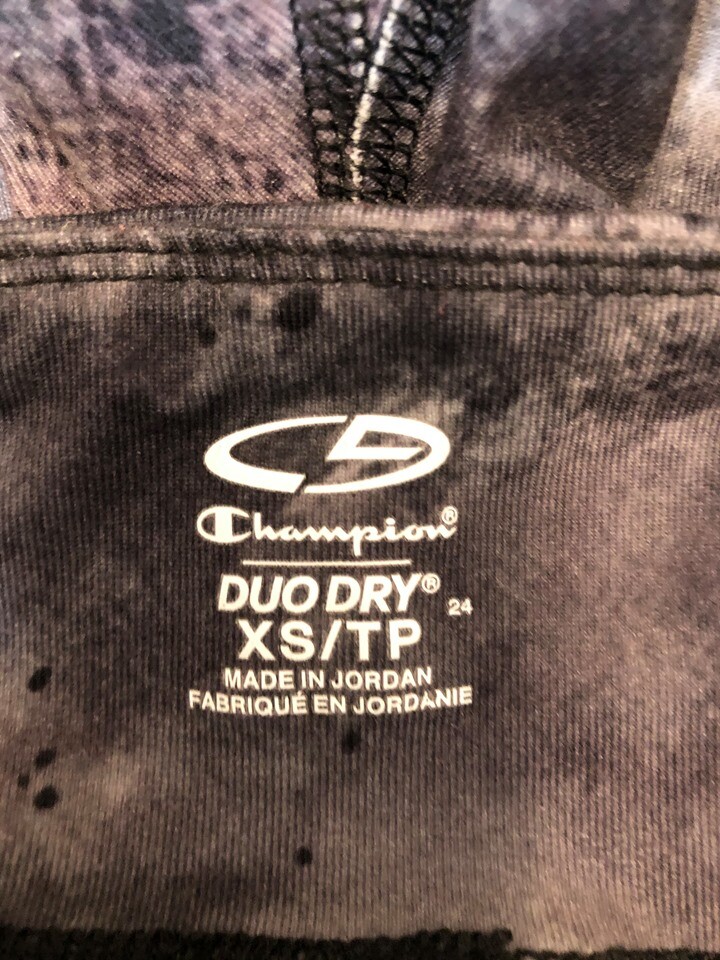 Champion®
DUO DRY® 24
XS/TP
MADE IN JORDAN
FABRIQUÉ EN JORDANIE